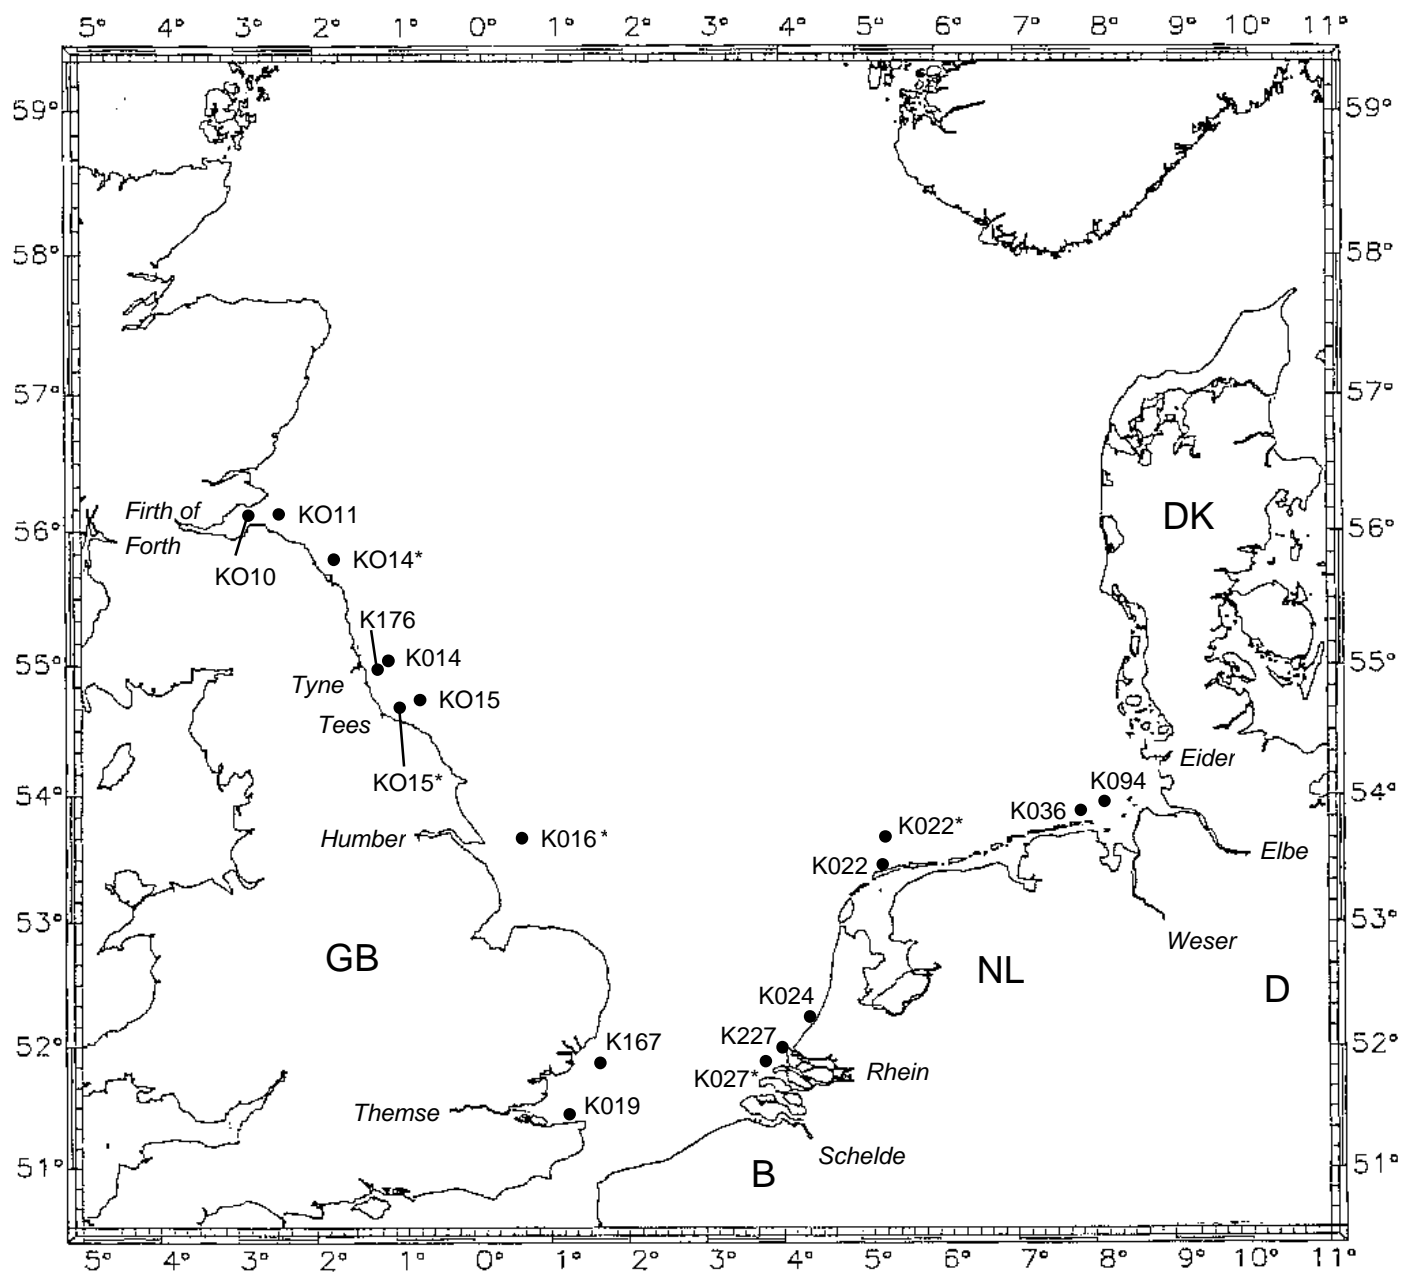 5° 4° 3° 2° 1° 0° 1° 2° 3° 4° 5° 6° 7° 8° 9° 10° 11°
59° 59°
58° 58°
57° 57°
Firth of
Forth
KO11
KO10
DK
56° 56°
KO14*
K176
K014
55° 55°
Tyne
KO15
Tees
Eider
KO15*
K094
54° 54°
K036
K022*
Humber
K016*
K022
Elbe
53° 53°
Weser
GB
NL
D
K024
K227
52° 52°
K167
K027*
Rhein
Themse
K019
Schelde
51° 51°
B
5° 4° 3° 2° 1° 0° 1° 2° 3° 4° 5° 6° 7° 8° 9° 10° 11°